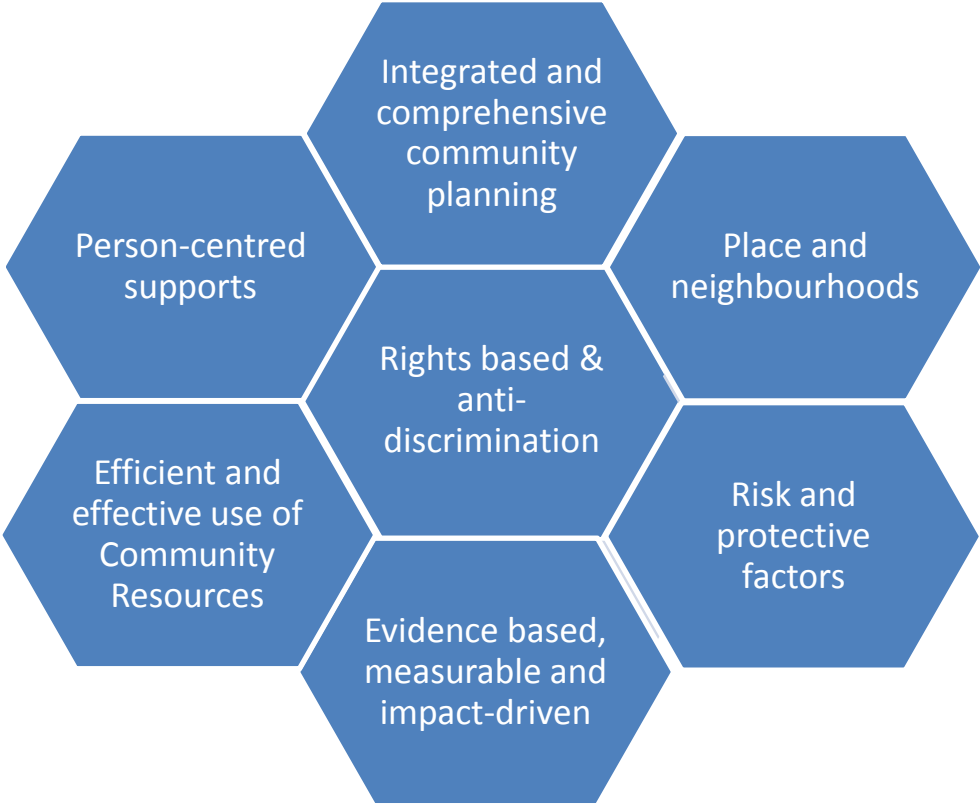 Integrated and
comprehensive
community
planning
Person-centred
supports
Place and
neighbourhoods
Rights based &
anti-
discrimination
Efficient and
effective use of
Community
Resources
Risk and
protective
factors
Evidence based,
measurable and
impact-driven